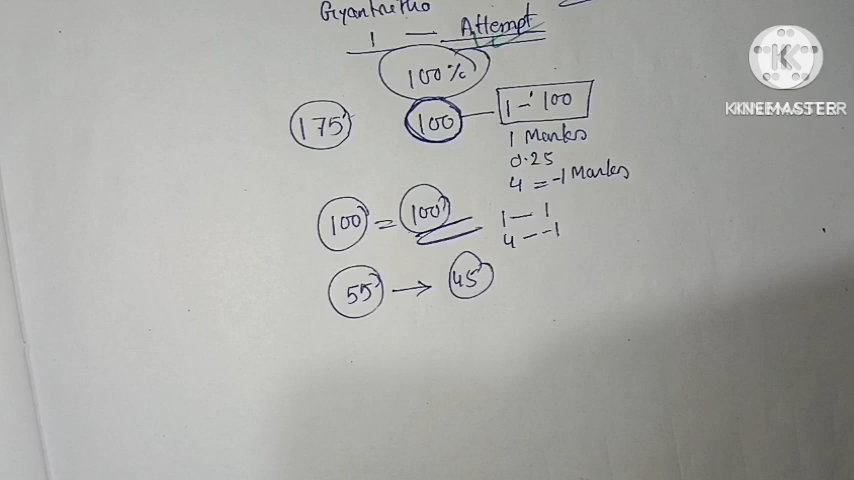 Gyantretho
1 — Attempt
100%
175 100 — 1 - 100
1 Marks
0.25
4 = -1 Marks
100 = 100
1 — 1
4 — -1
55 → 45
KINEMASTER